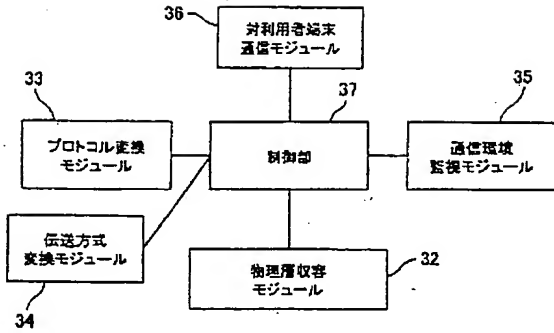 36
対利用者端末
通信モジュール
33
37
35
プロトコル変換
モジュール
制御部
通信環境
監視モジュール
伝送方式
変換モジュール
物理層収容
モジュール
32
34